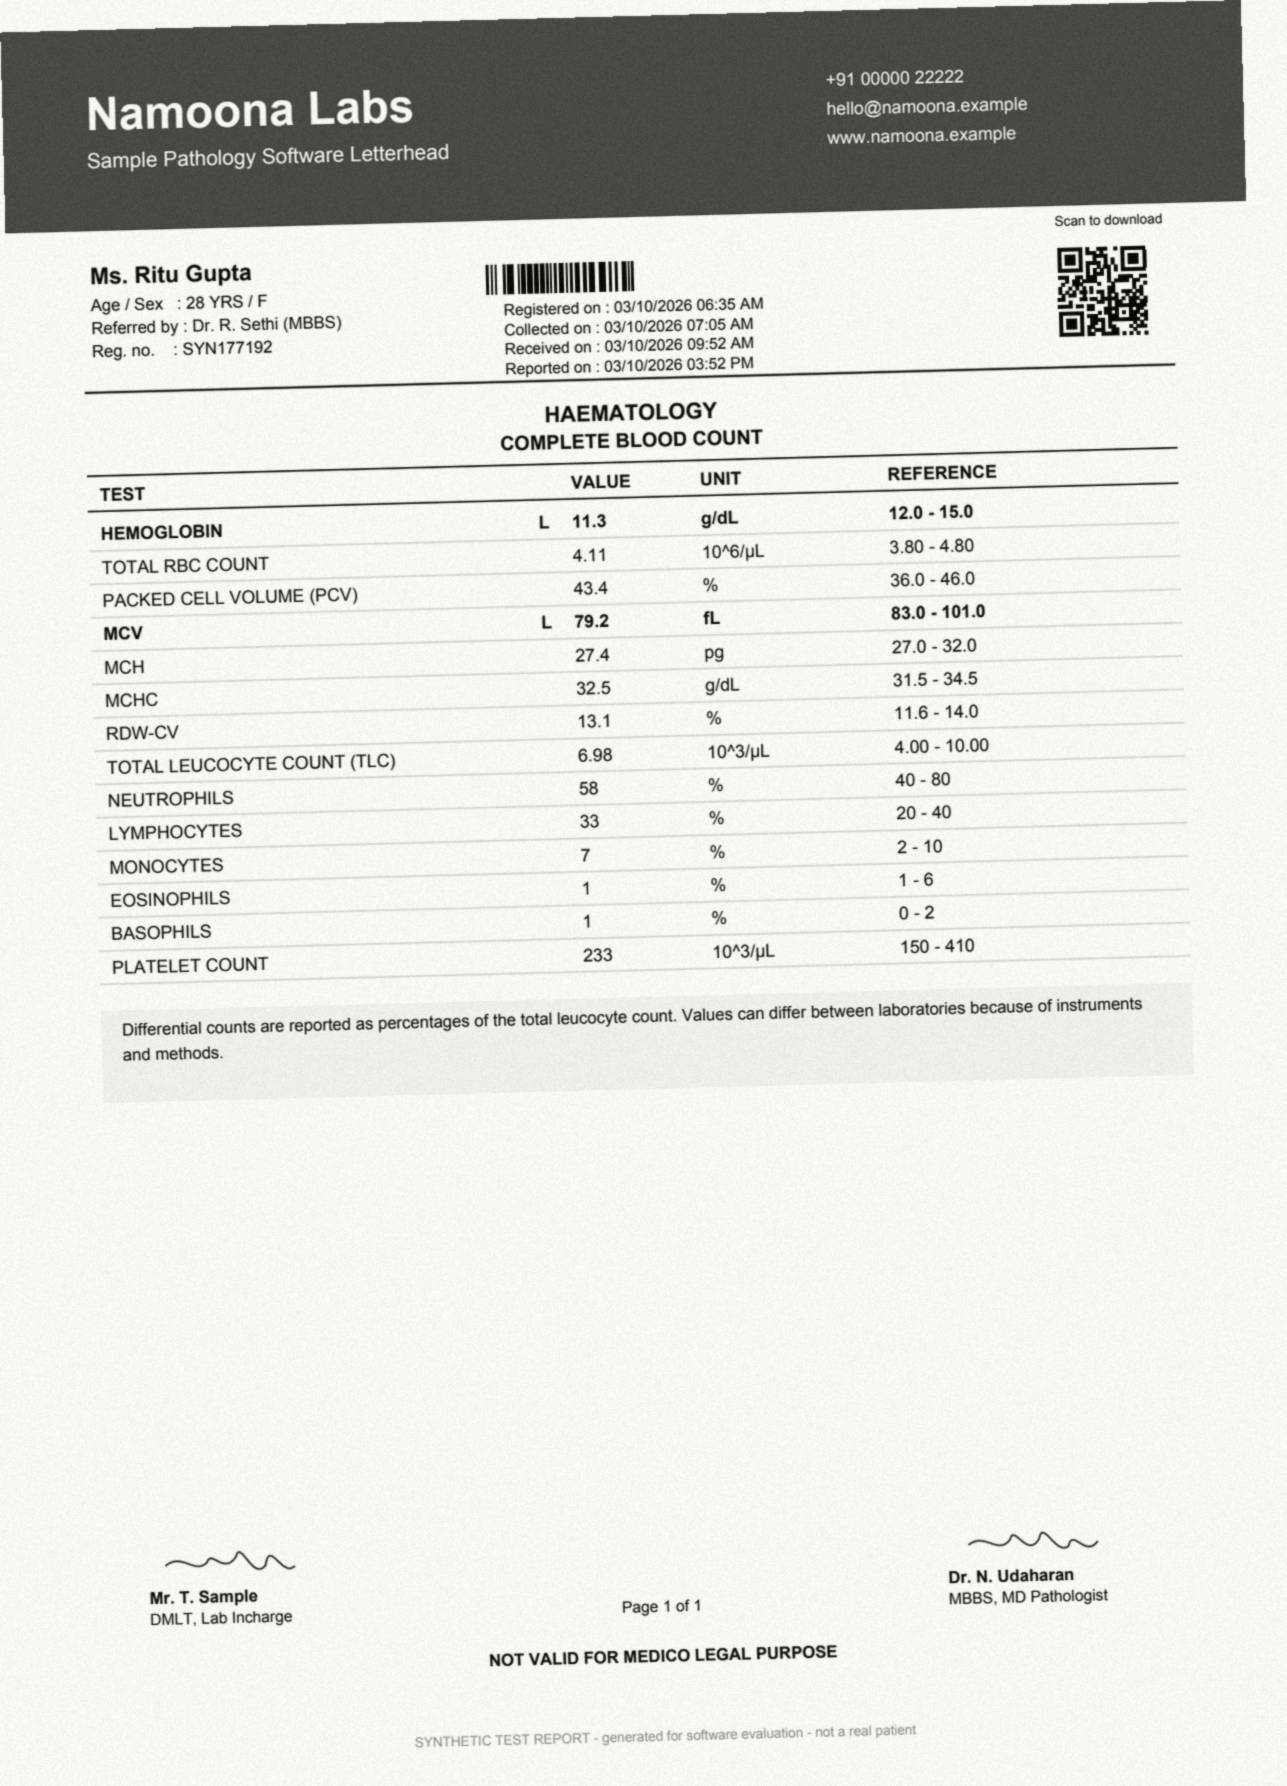 Namoona Labs
Sample Pathology Software Letterhead
+91 00000 22222
hello@namoona.example
www.namoona.example
Scan to download
Ms. Ritu Gupta
Age / Sex : 28 YRS / F
Referred by : Dr. R. Sethi (MBBS)
Reg. no. : SYN177192
Registered on : 03/10/2026 06:35 AM
Collected on : 03/10/2026 07:05 AM
Received on : 03/10/2026 09:52 AM
Reported on : 03/10/2026 03:52 PM
HAEMATOLOGY
COMPLETE BLOOD COUNT
TEST VALUE UNIT REFERENCE
HEMOGLOBIN L 11.3 g/dL 12.0 - 15.0
TOTAL RBC COUNT 4.11 10^6/µL 3.80 - 4.80
PACKED CELL VOLUME (PCV) 43.4 % 36.0 - 46.0
MCV L 79.2 fL 83.0 - 101.0
MCH 27.4 pg 27.0 - 32.0
MCHC 32.5 g/dL 31.5 - 34.5
RDW-CV 13.1 % 11.6 - 14.0
TOTAL LEUCOCYTE COUNT (TLC) 6.98 10^3/µL 4.00 - 10.00
NEUTROPHILS 58 % 40 - 80
LYMPHOCYTES 33 % 20 - 40
MONOCYTES 7 % 2 - 10
EOSINOPHILS 1 % 1 - 6
BASOPHILS 1 % 0 - 2
PLATELET COUNT 233 10^3/µL 150 - 410
Differential counts are reported as percentages of the total leucocyte count. Values can differ between laboratories because of instruments
and methods.
Mr. T. Sample
DMLT, Lab Incharge
Page 1 of 1
Dr. N. Udaharan
MBBS, MD Pathologist
NOT VALID FOR MEDICO LEGAL PURPOSE
SYNTHETIC TEST REPORT - generated for software evaluation - not a real patient